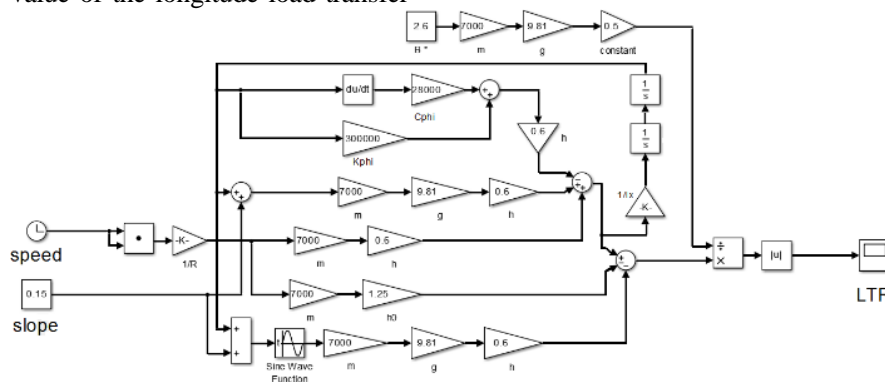 value of the longitude load transfer
2.6 7000 9.81 0.5
B * m g constant
du/dt 28000
Cphi
300000
Kphi
0.6 h
1
s
1
s
1/Ix
-K-
7000 9.81 0.6
m g h
speed
-K-
1/R
7000 0.6
m h
0.15
slope
7000 1.25
m h0
Sine Wave
Function
7000 9.81 0.6
m g h
÷
×
|u|
LTR